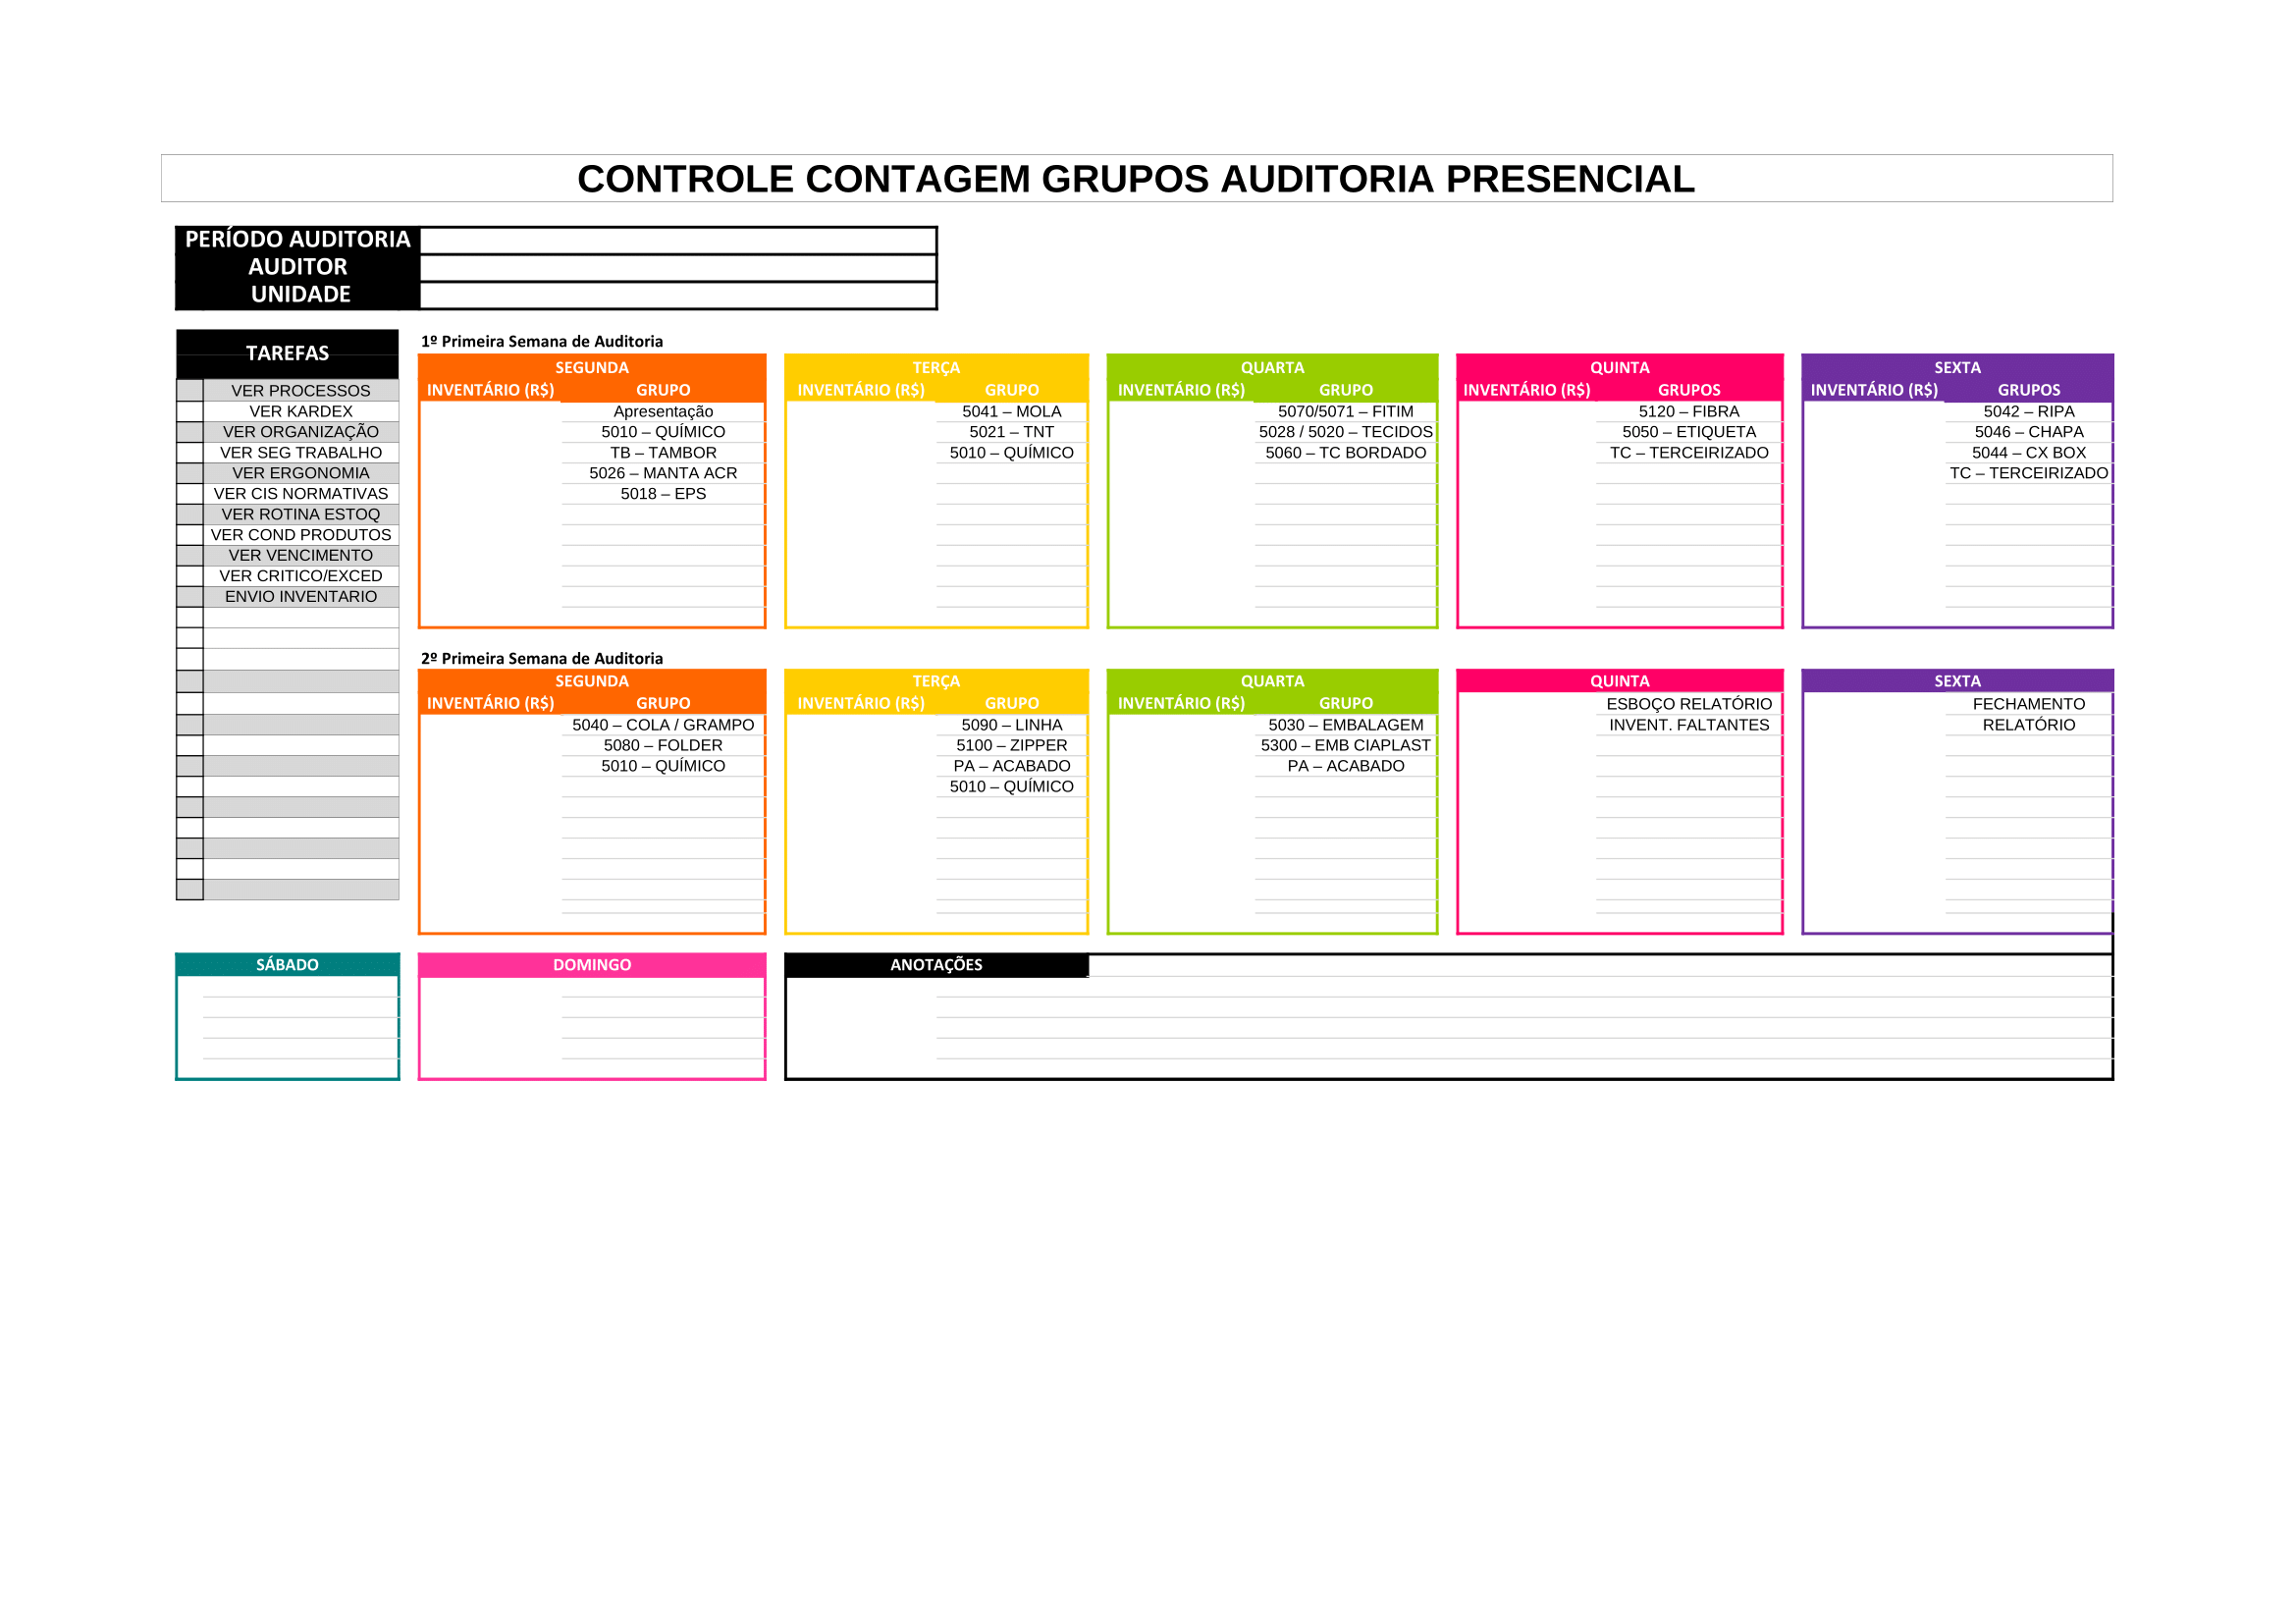 CONTROLE CONTAGEM GRUPOS AUDITORIA PRESENCIAL
PERÍODO AUDITORIA
AUDITOR
UNIDADE
TAREFAS
VER PROCESSOS
VER KARDEX
VER ORGANIZAÇÃO
VER SEG TRABALHO
VER ERGONOMIA
VER CIS NORMATIVAS
VER ROTINA ESTOQ
VER COND PRODUTOS
VER VENCIMENTO
VER CRITICO/EXCED
ENVIO INVENTARIO
1º Primeira Semana de Auditoria
SEGUNDA
INVENTÁRIO (R$) GRUPO
Apresentação
5010 – QUÍMICO
TB – TAMBOR
5026 – MANTA ACR
5018 – EPS
TERÇA
INVENTÁRIO (R$) GRUPO
5041 – MOLA
5021 – TNT
5010 – QUÍMICO
QUARTA
INVENTÁRIO (R$) GRUPO
5070/5071 – FITIM
5028 / 5020 – TECIDOS
5060 – TC BORDADO
QUINTA
INVENTÁRIO (R$) GRUPOS
5120 – FIBRA
5050 – ETIQUETA
TC – TERCEIRIZADO
SEXTA
INVENTÁRIO (R$) GRUPOS
5042 – RIPA
5046 – CHAPA
5044 – CX BOX
TC – TERCEIRIZADO
2º Primeira Semana de Auditoria
SEGUNDA
INVENTÁRIO (R$) GRUPO
5040 – COLA / GRAMPO
5080 – FOLDER
5010 – QUÍMICO
TERÇA
INVENTÁRIO (R$) GRUPO
5090 – LINHA
5100 – ZIPPER
PA – ACABADO
5010 – QUÍMICO
QUARTA
INVENTÁRIO (R$) GRUPO
5030 – EMBALAGEM
5300 – EMB CIAPLAST
PA – ACABADO
QUINTA
ESBOÇO RELATÓRIO
INVENT. FALTANTES
SEXTA
FECHAMENTO
RELATÓRIO
SÁBADO
DOMINGO
ANOTAÇÕES